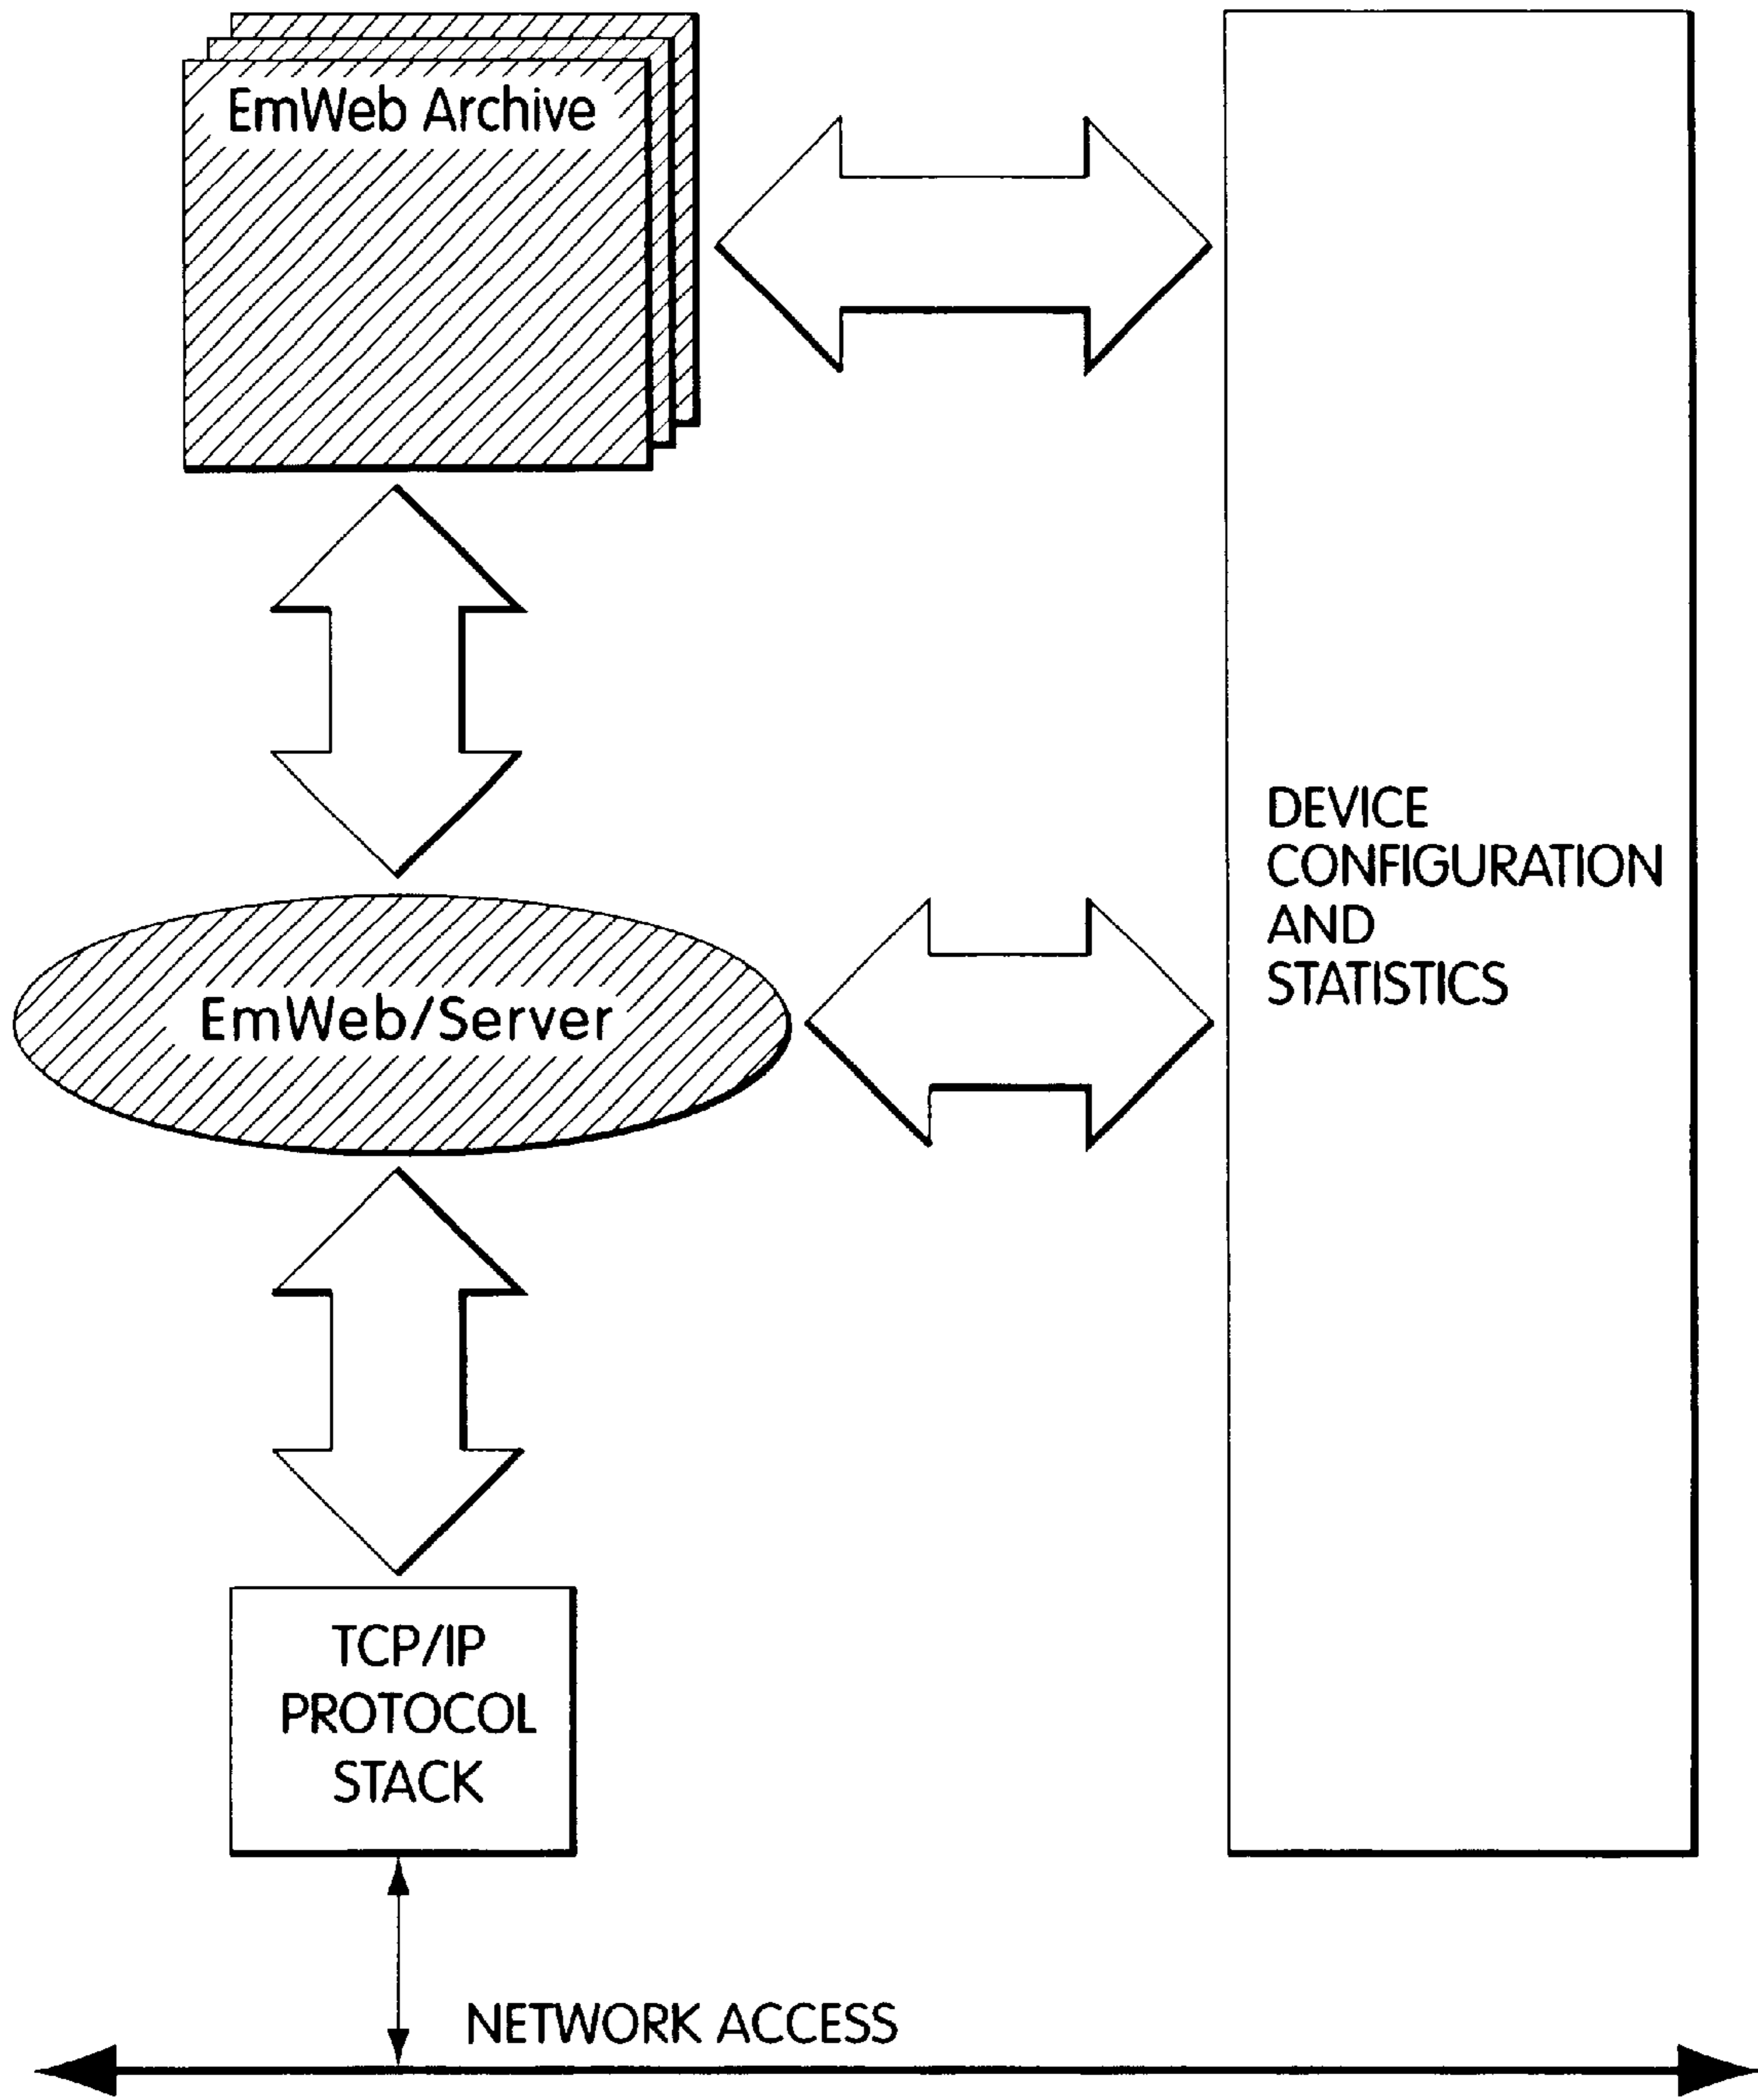 EmWeb Archive
DEVICE
CONFIGURATION
AND
STATISTICS
EmWeb/Server
TCP/IP
PROTOCOL
STACK
NETWORK ACCESS